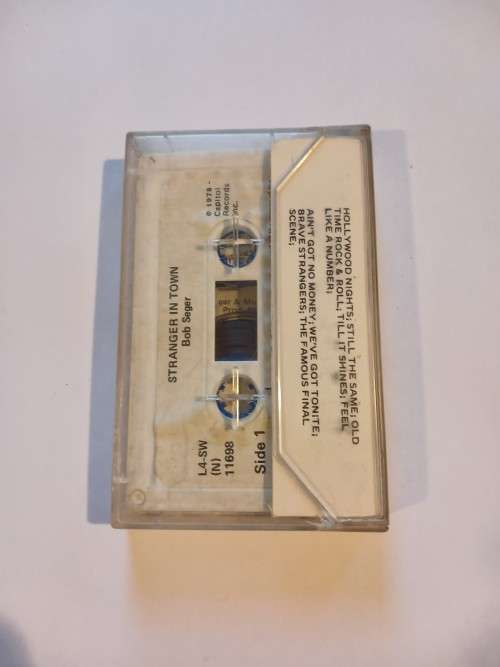 STRANGER IN TOWN
Bob Seger
℗ 1978 -
Capitol
Records
Inc.
L4-SW
(N)
11698
Side 1
HOLLYWOOD NIGHTS; STILL THE SAME; OLD
TIME ROCK & ROLL; TILL IT SHINES; FEEL
LIKE A NUMBER;
AIN'T GOT NO MONEY; WE'VE GOT TONITE;
BRAVE STRANGERS; THE FAMOUS FINAL
SCENE;